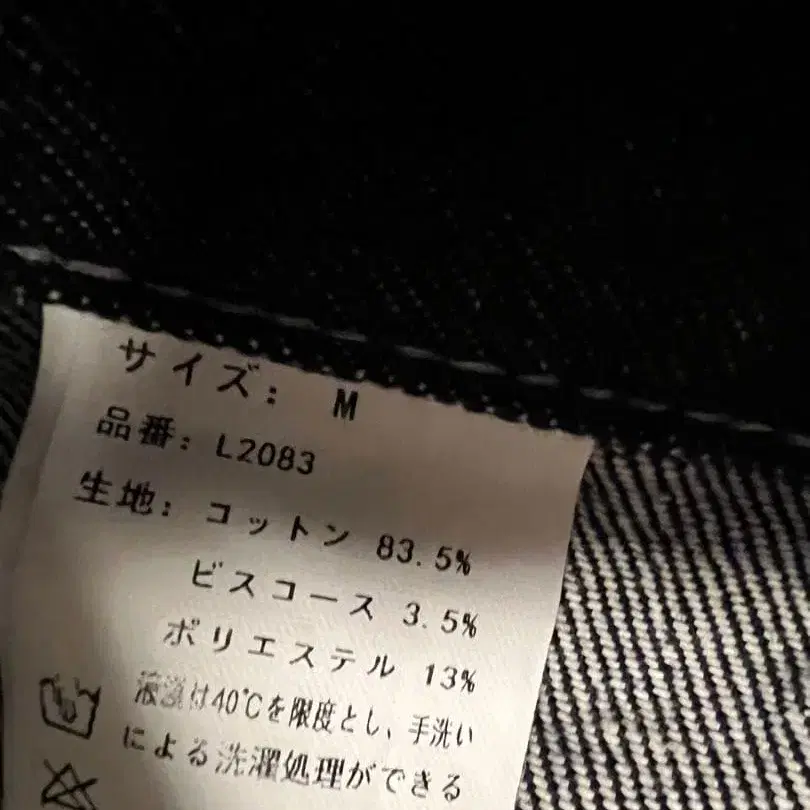 サイズ: M
品番: L2083
生地: コットン 83.5%
ビスコース 3.5%
ポリエステル 13%
液温は40℃を限度とし、手洗い
による洗濯処理ができる